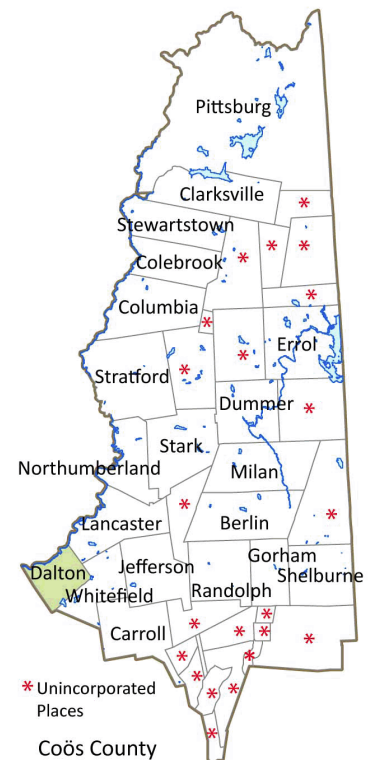 Pittsburg
Clarksville
Stewartstown
Colebrook
Columbia
Errol
Stratford
Dummer
Stark
Northumberland
Milan
Lancaster
Berlin
Gorham
Jefferson
Shelburne
Dalton
Randolph
Whitefield
Carroll
* Unincorporated
Places
Coös County